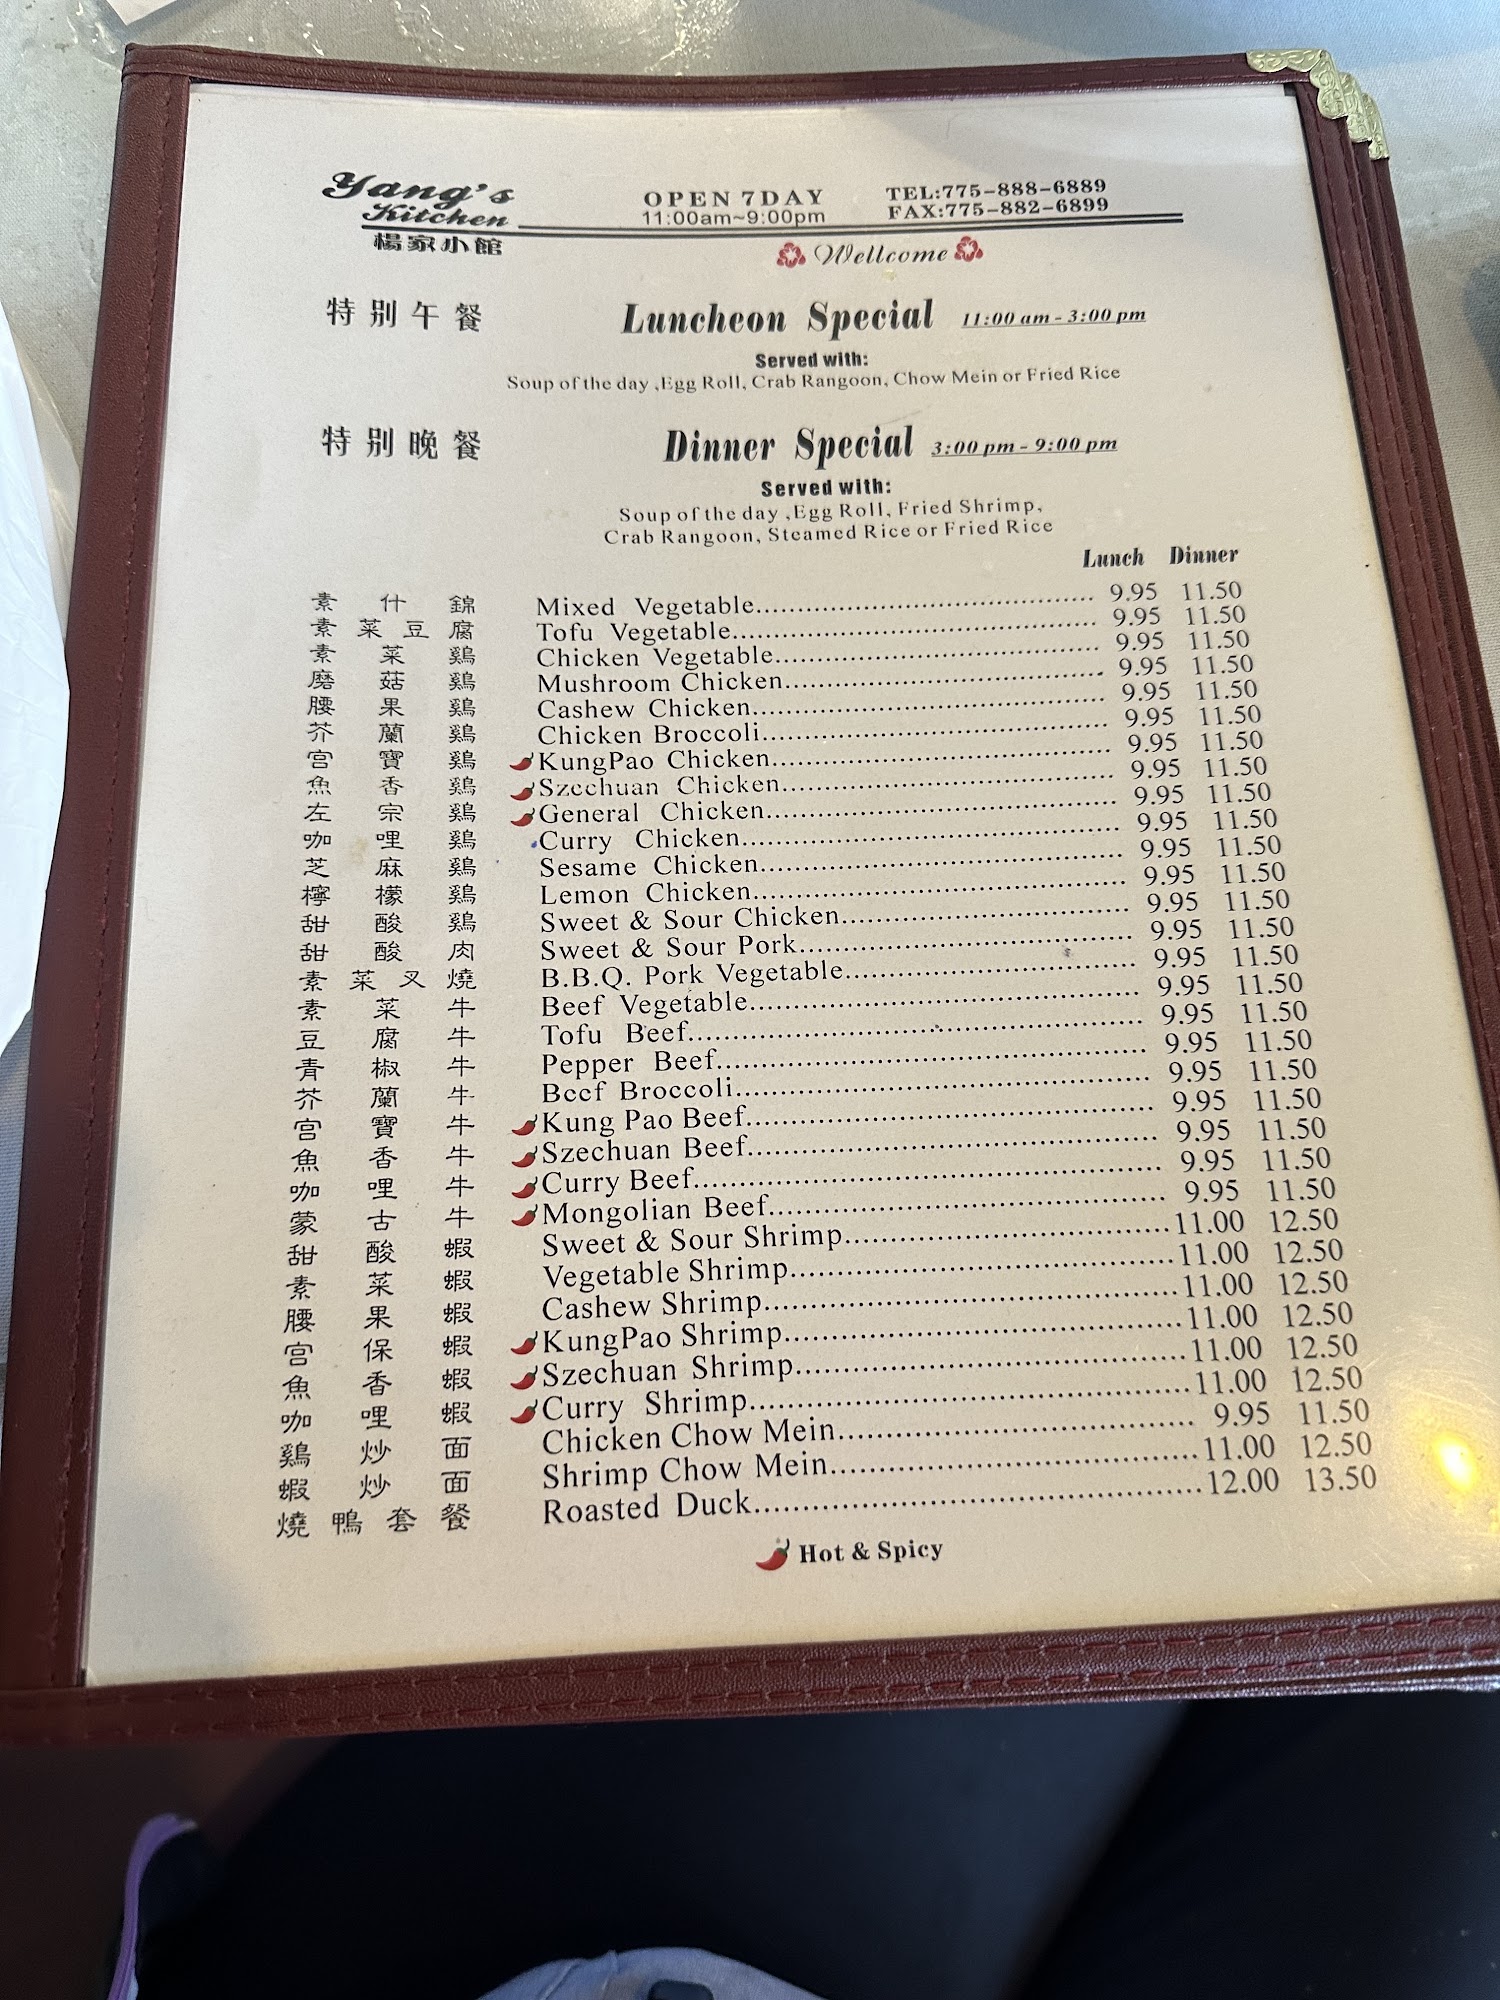 Yang's
Kitchen
楊家小館
OPEN 7DAY
11:00am~9:00pm
TEL:775-888-6889
FAX:775-882-6899
Wellcome
特别午餐 Luncheon Special 11:00 am - 3:00 pm
Served with:
Soup of the day ,Egg Roll, Crab Rangoon, Chow Mein or Fried Rice
特别晚餐 Dinner Special 3:00 pm - 9:00 pm
Served with:
Soup of the day ,Egg Roll, Fried Shrimp,
Crab Rangoon, Steamed Rice or Fried Rice
Lunch Dinner
素什錦 Mixed Vegetable 9.95 11.50
素菜豆腐 Tofu Vegetable 9.95 11.50
素菜鷄 Chicken Vegetable 9.95 11.50
磨菇鷄 Mushroom Chicken 9.95 11.50
腰果鷄 Cashew Chicken 9.95 11.50
芥蘭鷄 Chicken Broccoli 9.95 11.50
宫寶鷄 KungPao Chicken 9.95 11.50
魚香鷄 Szechuan Chicken 9.95 11.50
左宗鷄 General Chicken 9.95 11.50
咖哩鷄 Curry Chicken 9.95 11.50
芝麻鷄 Sesame Chicken 9.95 11.50
檸檬鷄 Lemon Chicken 9.95 11.50
甜酸鷄 Sweet & Sour Chicken 9.95 11.50
甜酸肉 Sweet & Sour Pork 9.95 11.50
素菜叉燒 B.B.Q. Pork Vegetable 9.95 11.50
素菜牛 Beef Vegetable 9.95 11.50
豆腐牛 Tofu Beef 9.95 11.50
青椒牛 Pepper Beef 9.95 11.50
芥蘭牛 Beef Broccoli 9.95 11.50
宫寶牛 Kung Pao Beef 9.95 11.50
魚香牛 Szechuan Beef 9.95 11.50
咖哩牛 Curry Beef 9.95 11.50
蒙古牛 Mongolian Beef 9.95 11.50
甜酸蝦 Sweet & Sour Shrimp 11.00 12.50
素菜蝦 Vegetable Shrimp 11.00 12.50
腰果蝦 Cashew Shrimp 11.00 12.50
宫保蝦 KungPao Shrimp 11.00 12.50
魚香蝦 Szechuan Shrimp 11.00 12.50
咖哩蝦 Curry Shrimp 11.00 12.50
鷄炒面 Chicken Chow Mein 9.95 11.50
蝦炒面 Shrimp Chow Mein 11.00 12.50
燒鴨套餐 Roasted Duck 12.00 13.50
Hot & Spicy